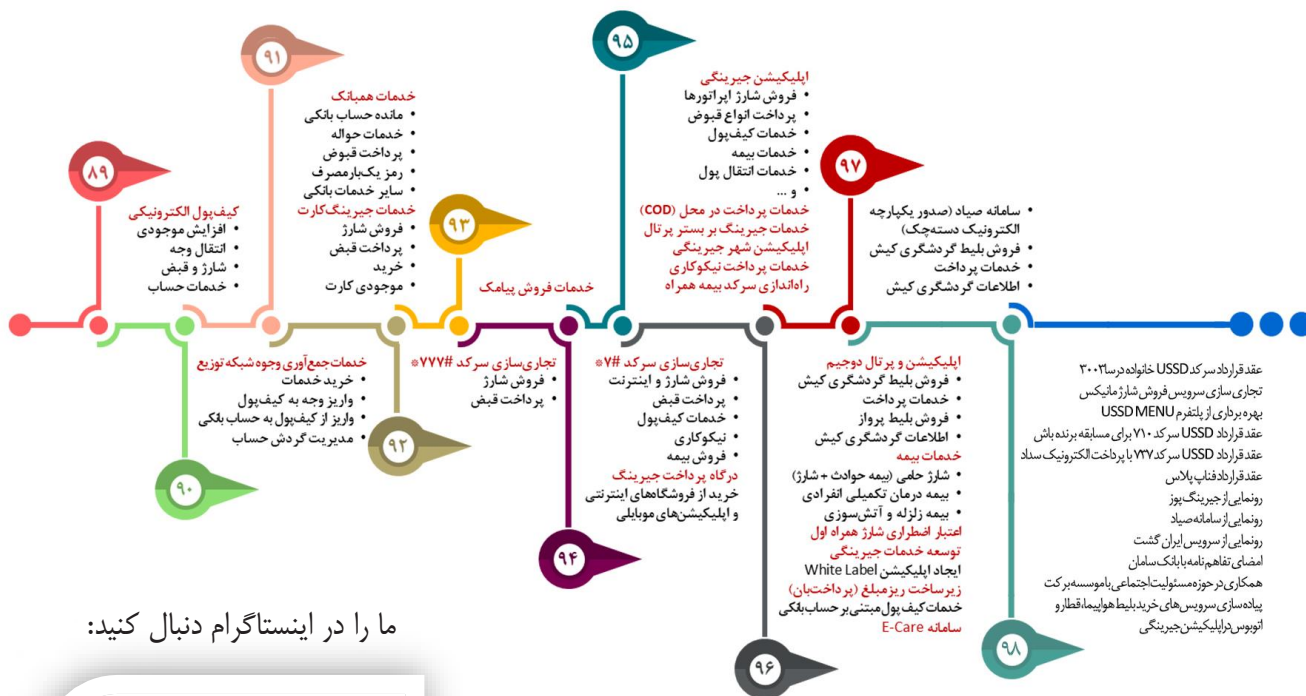 ۸۹
کیف‌پول الکترونیکی
• افزایش موجودی
• انتقال وجه
• شارژ و قبض
• خدمات حساب
۹۰
خدمات جمع‌آوری وجوه شبکه توزیع
• خرید خدمات
• واریز وجه به کیف‌پول
• واریز از کیف‌پول به حساب بانکی
• مدیریت گردش حساب
۹۱
خدمات همبانک
• مانده حساب بانکی
• خدمات حواله
• پرداخت قبوض
• رمز یک‌بارمصرف
• سایر خدمات بانکی
خدمات جیرینگ‌کارت
• فروش شارژ
• پرداخت قبض
• خرید
• موجودی کارت
۹۲
تجاری‌سازی سرکد #۷۷۷*
• فروش شارژ
• پرداخت قبض
۹۳
خدمات فروش پیامک
۹۴
تجاری‌سازی سرکد #۷*
• فروش شارژ و اینترنت
• پرداخت قبض
• خدمات کیف‌پول
• نیکوکاری
• فروش بیمه
درگاه پرداخت جیرینگ
خرید از فروشگاه‌های اینترنتی
و اپلیکیشن‌های موبایلی
۹۵
اپلیکیشن جیرینگی
• فروش شارژ اپراتورها
• پرداخت انواع قبوض
• خدمات کیف‌پول
• خدمات بیمه
• خدمات انتقال پول
• و ...
خدمات پرداخت در محل (COD)
خدمات جیرینگ بر بستر پرتال
اپلیکیشن شهر جیرینگی
خدمات پرداخت نیکوکاری
راه‌اندازی سرکد بیمه همراه
۹۶
اپلیکیشن و پرتال دوجیم
• فروش بلیط گردشگری کیش
• خدمات پرداخت
• فروش بلیط پرواز
• اطلاعات گردشگری کیش
خدمات بیمه
• شارژ حامی (بیمه حوادث + شارژ)
• بیمه درمان تکمیلی انفرادی
• بیمه زلزله و آتش‌سوزی
اعتبار اضطراری شارژ همراه اول
توسعه خدمات جیرینگی
ایجاد اپلیکیشن White Label
زیرساخت ریزمبلغ (پرداخت‌بان)
خدمات کیف پول مبتنی بر حساب بانکی
سامانه E-Care
۹۷
• سامانه صیاد (صدور یکپارچه
الکترونیک دسته‌چک)
• فروش بلیط گردشگری کیش
• خدمات پرداخت
• اطلاعات گردشگری کیش
۹۸
عقد قرارداد سرکد USSD خانواده درسا
تجاری سازی سرویس فروش شارژ مانیکس
بهره برداری از پلتفرم USSD MENU
عقد قرارداد USSD سرکد ۷۱۰ برای مسابقه برنده باش
عقد قرارداد USSD سرکد ۷۳۷ با پرداخت الکترونیک سداد
عقد قرارداد فناپ پلاس
رونمایی از جیرینگ پوز
رونمایی از سامانه صیاد
رونمایی از سرویس ایران گشت
امضای تفاهم نامه با بانک سامان
همکاری در حوزه مسئولیت اجتماعی با موسسه برکت
پیاده سازی سرویس های خرید بلیط هواپیما، قطار و
اتوبوس در اپلیکیشن جیرینگی
ما را در اینستاگرام دنبال کنید: